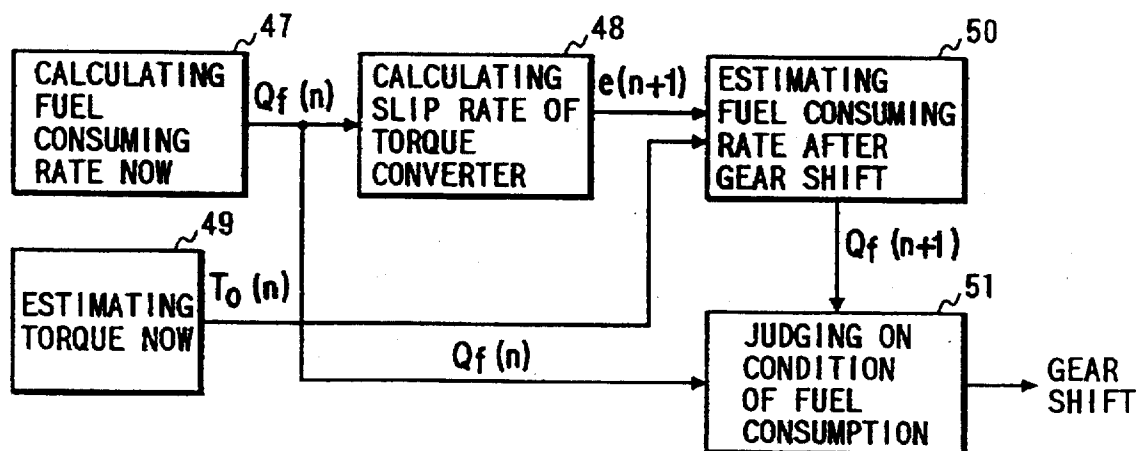 47
CALCULATING
FUEL
CONSUMING
RATE NOW
Qf (n)
48
CALCULATING
SLIP RATE OF
TORQUE
CONVERTER
e(n+1)
50
ESTIMATING
FUEL CONSUMING
RATE AFTER
GEAR SHIFT
49
ESTIMATING
TORQUE NOW
To (n)
Qf (n)
Qf (n+1)
51
JUDGING ON
CONDITION
OF FUEL
CONSUMPTION
GEAR
SHIFT